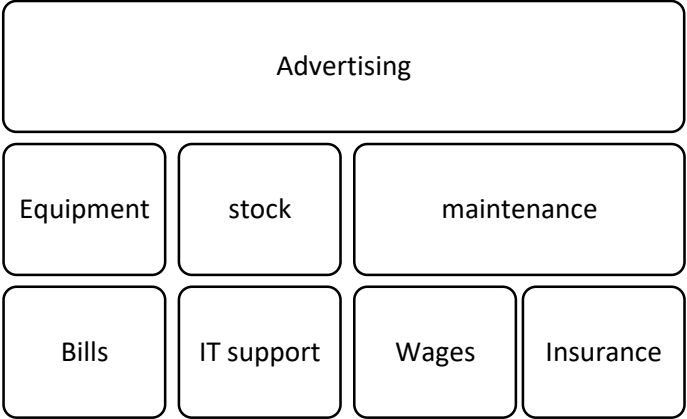 Advertising
Equipment
stock
maintenance
Bills
IT support
Wages
Insurance